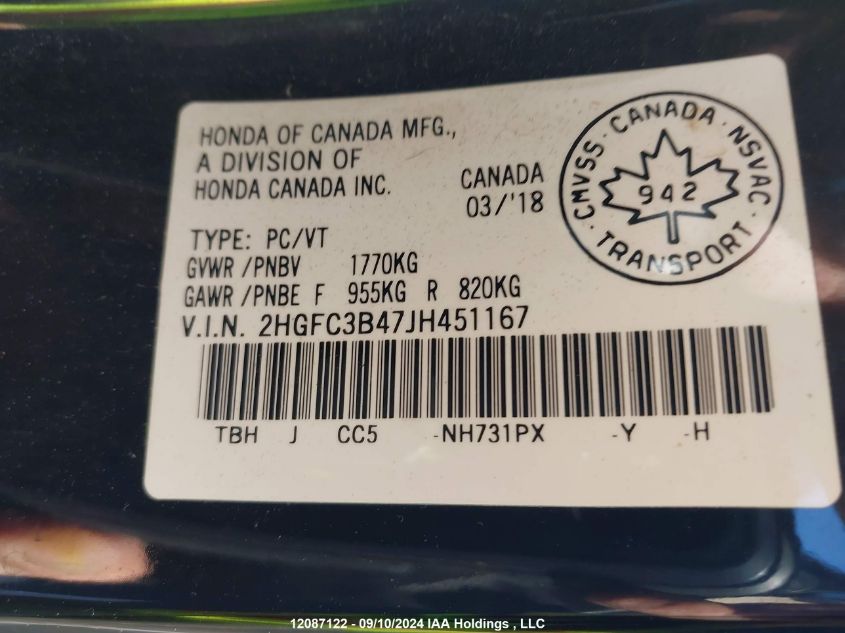 HONDA OF CANADA MFG.,
A DIVISION OF
HONDA CANADA INC.
CANADA
03/'18
CMVSS · CANADA · NSVAC · TRANSPORT ·
942
TYPE: PC/VT
GVWR /PNBV 1770KG
GAWR /PNBE F 955KG R 820KG
V.I.N. 2HGFC3B47JH451167
TBH J CC5 -NH731PX -Y -H
12087122 - 09/10/2024 IAA Holdings , LLC